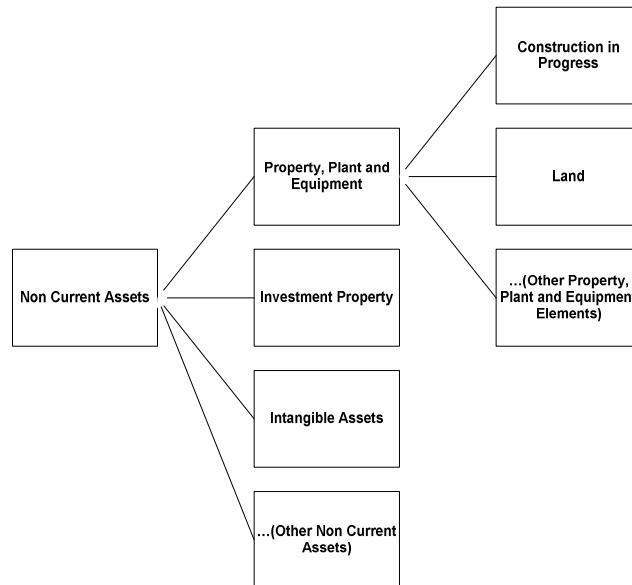 Construction in
Progress
Property, Plant and
Equipment
Land
Non Current Assets
Investment Property
…(Other Property,
Plant and Equipmen
Elements)
Intangible Assets
…(Other Non Current
Assets)